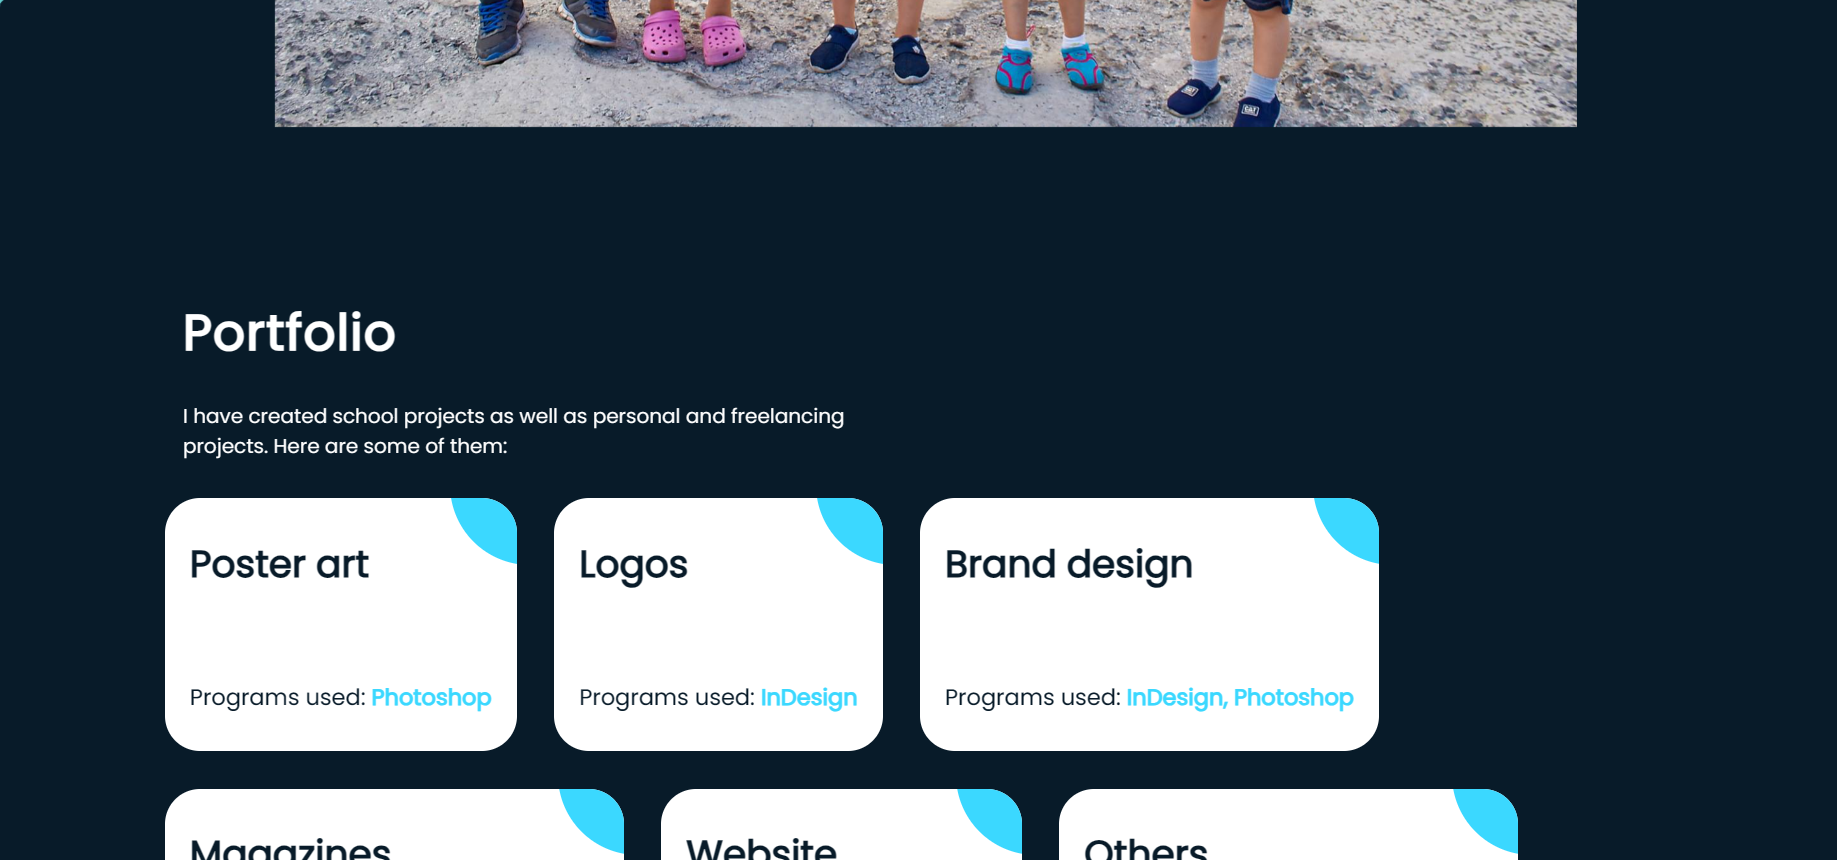 Portfolio
I have created school projects as well as personal and freelancing
projects. Here are some of them:
Poster art
Logos
Brand design
Programs used: Photoshop
Programs used: InDesign
Programs used: InDesign, Photoshop
Magazines
Website
Others